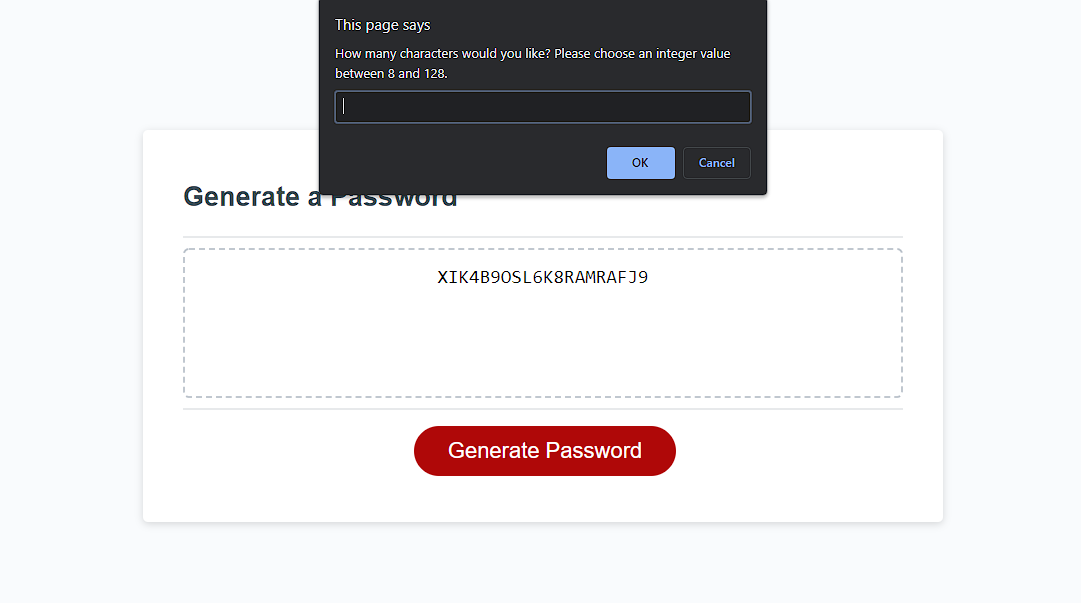 This page says
How many characters would you like? Please choose an integer value
between 8 and 128.
OK
Cancel
Generate a Password
XIK4B9OSL6K8RAMRAFJ9
Generate Password